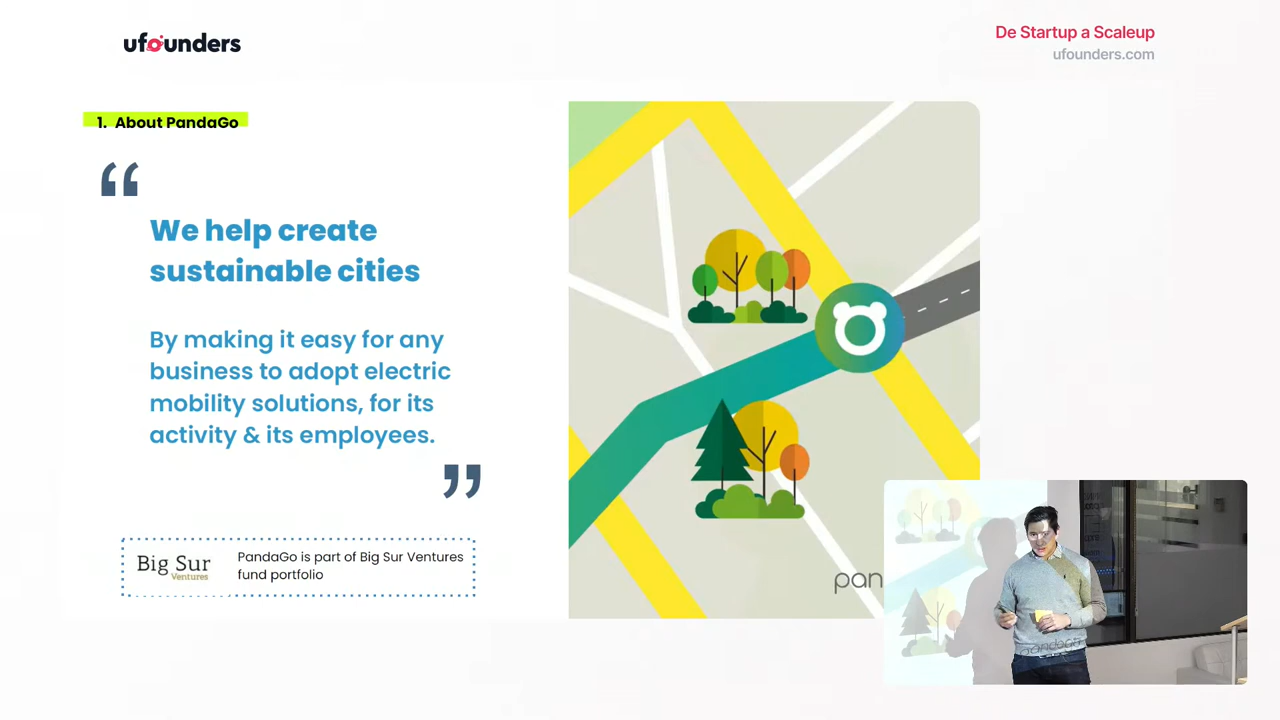 ufounders
De Startup a Scaleup
ufounders.com
1. About PandaGo
“
We help create
sustainable cities
By making it easy for any
business to adopt electric
mobility solutions, for its
activity & its employees.
”
Big Sur
Ventures
PandaGo is part of Big Sur Ventures
fund portfolio
pan
pandago